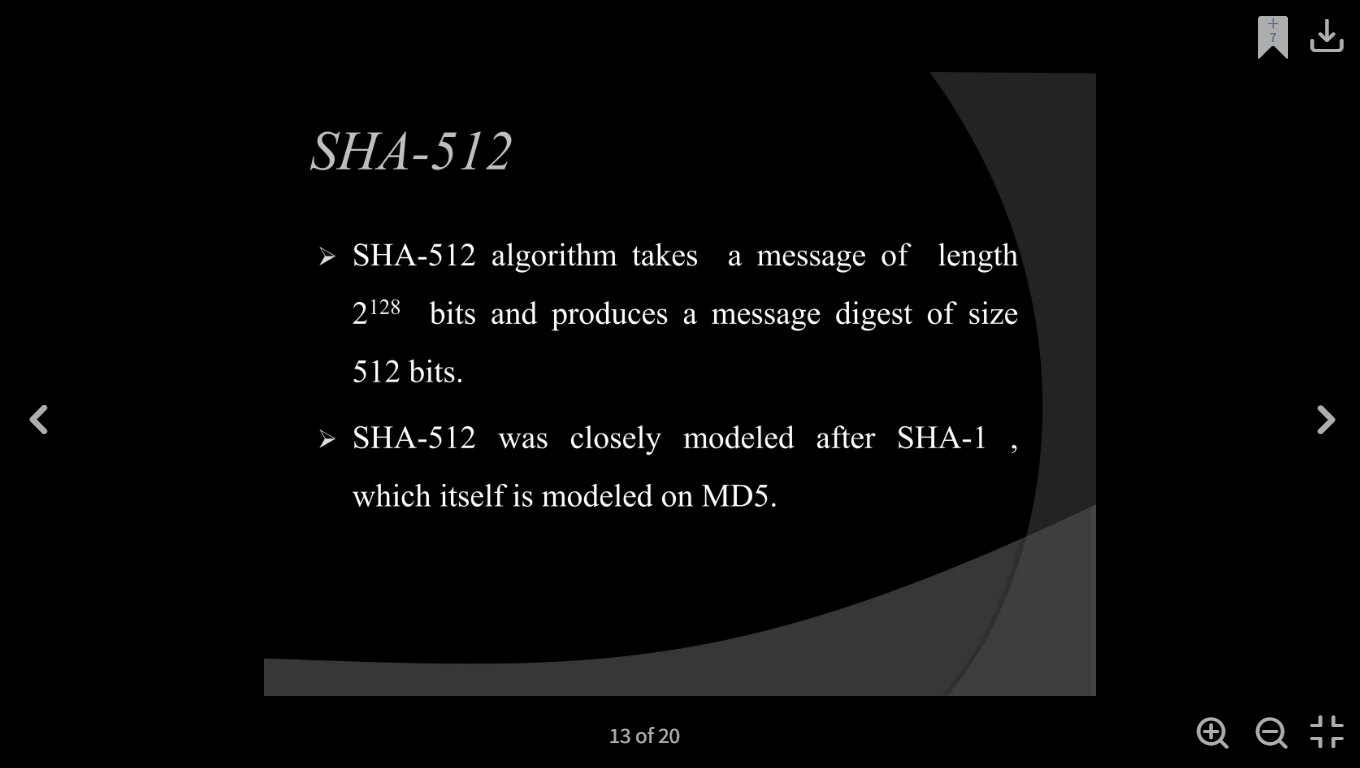 +
7
SHA-512
➢ SHA-512 algorithm takes a message of length
2¹²⁸ bits and produces a message digest of size
512 bits.
➢ SHA-512 was closely modeled after SHA-1 ,
which itself is modeled on MD5.
13 of 20